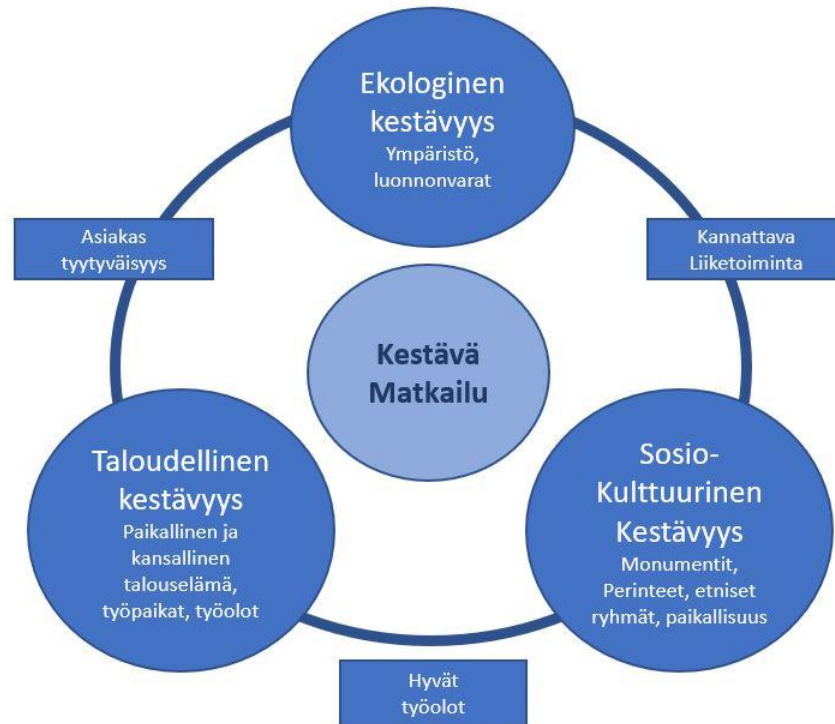 Ekologinen
kestävyys
Ympäristö,
luonnonvarat
Asiakas
tyytyväisyys
Kannattava
Liiketoiminta
Kestävä
Matkailu
Taloudellinen
kestävyys
Paikallinen ja
kansallinen
talouselämä,
työpaikat, työolot
Sosio-
Kulttuurinen
Kestävyys
Monumentit,
Perinteet, etniset
ryhmät, paikallisuus
Hyvät
työolot